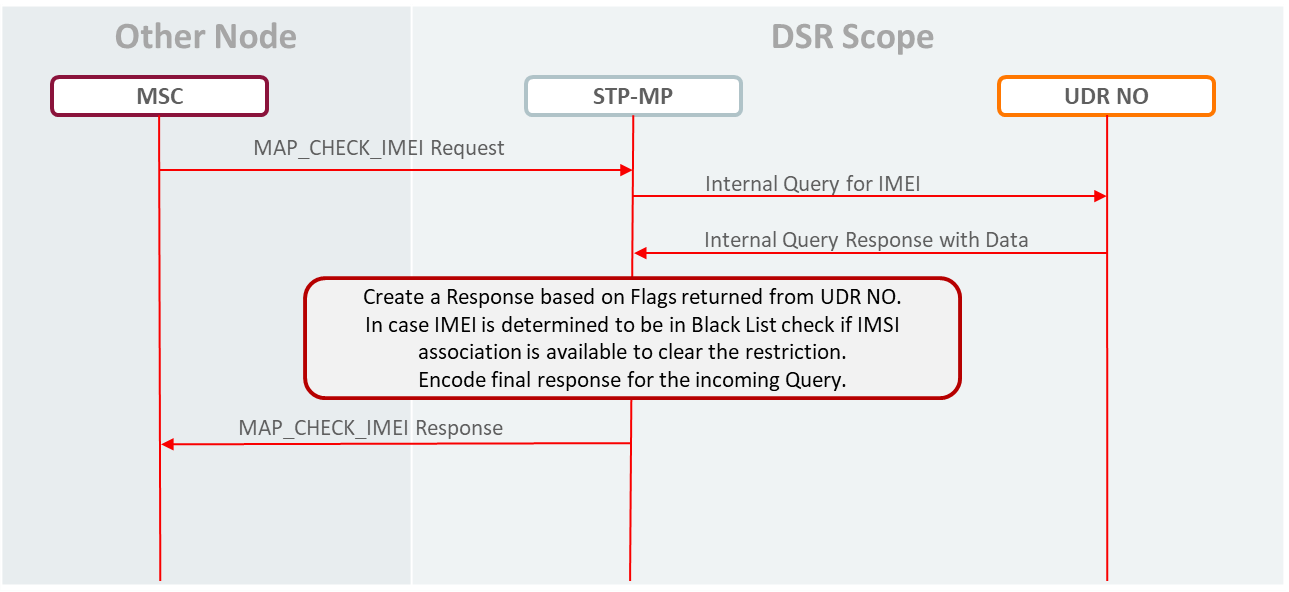 Other Node
DSR Scope
MSC
STP-MP
UDR NO
MAP_CHECK_IMEI Request
Internal Query for IMEI
Internal Query Response with Data
Create a Response based on Flags returned from UDR NO.
In case IMEI is determined to be in Black List check if IMSI
association is available to clear the restriction.
Encode final response for the incoming Query.
MAP_CHECK_IMEI Response